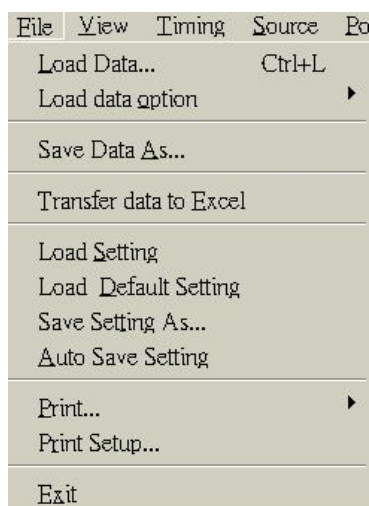 File View Timing Source Po
Load Data... Ctrl+L
Load data option
Save Data As...
Transfer data to Excel
Load Setting
Load Default Setting
Save Setting As...
Auto Save Setting
Print...
Print Setup...
Exit